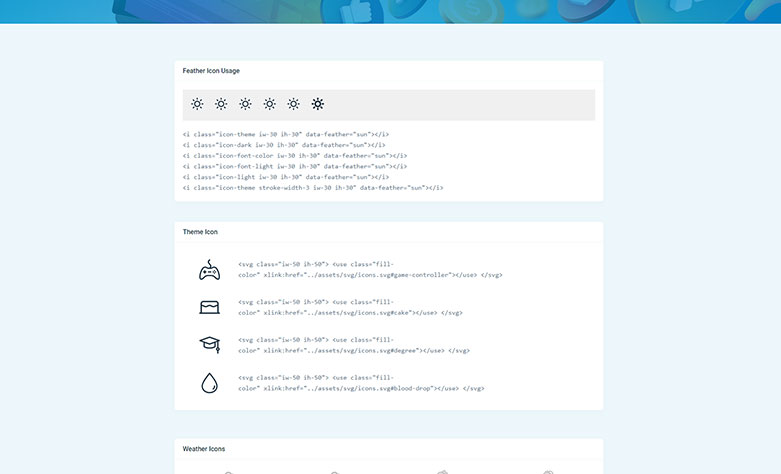 Feather Icon Usage
<i class="icon-theme iw-30 ih-30" data-feather="sun"></i>
<i class="icon-dark iw-30 ih-30" data-feather="sun"></i>
<i class="icon-font-color iw-30 ih-30" data-feather="sun"></i>
<i class="icon-font-light iw-30 ih-30" data-feather="sun"></i>
<i class="icon-light iw-30 ih-30" data-feather="sun"></i>
<i class="icon-theme stroke-width-3 iw-30 ih-30" data-feather="sun"></i>
Theme Icon
<svg class="iw-50 ih-50"> <use class="fill-
color" xlink:href="../assets/svg/icons.svg#game-controller"></use> </svg>
<svg class="iw-50 ih-50"> <use class="fill-
color" xlink:href="../assets/svg/icons.svg#cake"></use> </svg>
<svg class="iw-50 ih-50"> <use class="fill-
color" xlink:href="../assets/svg/icons.svg#degree"></use> </svg>
<svg class="iw-50 ih-50"> <use class="fill-
color" xlink:href="../assets/svg/icons.svg#blood-drop"></use> </svg>
Weather Icons